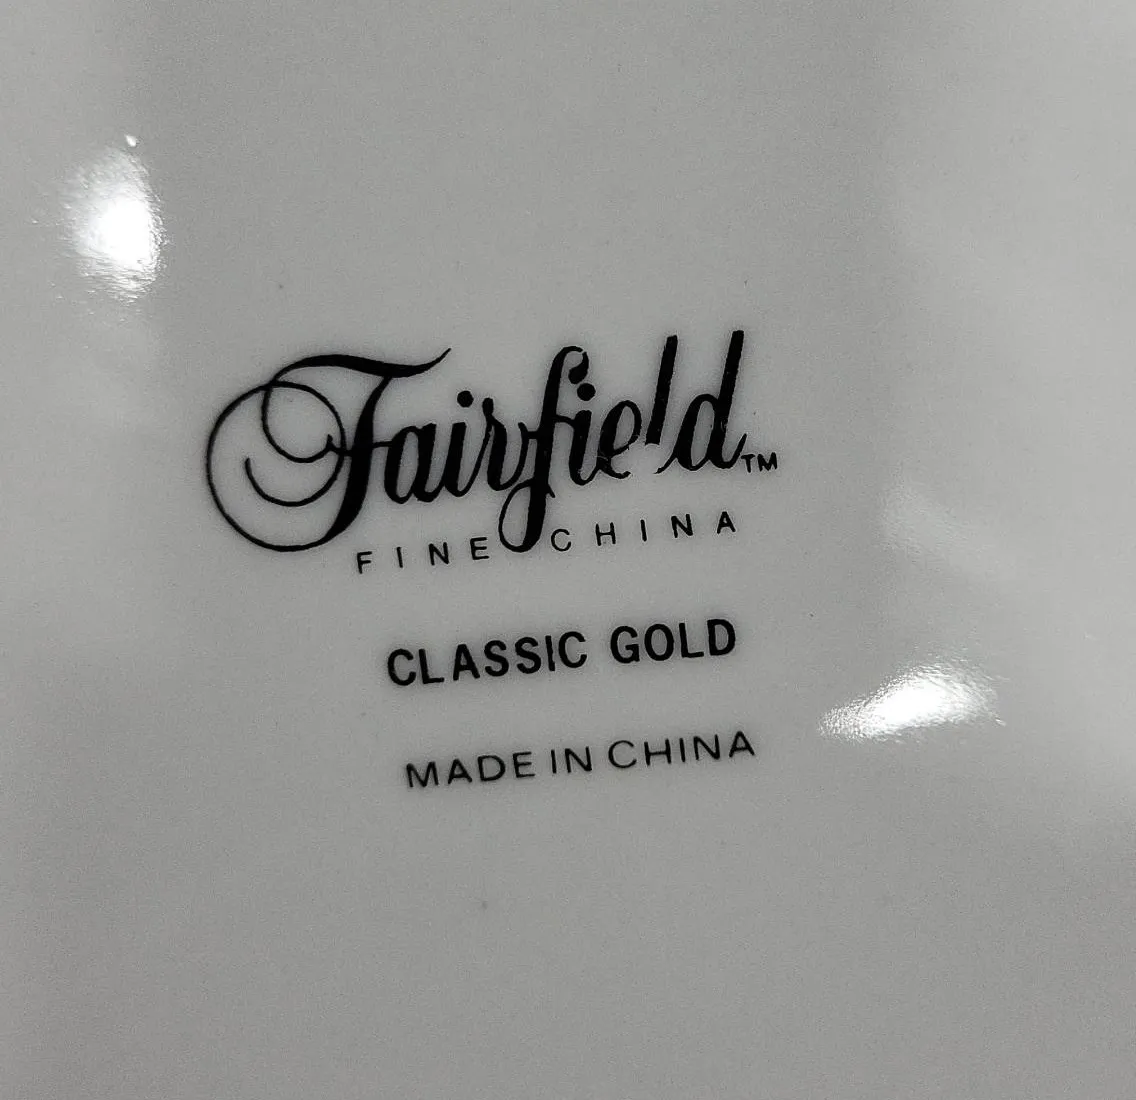 Fairfield™
FINE CHINA
CLASSIC GOLD
MADE IN CHINA